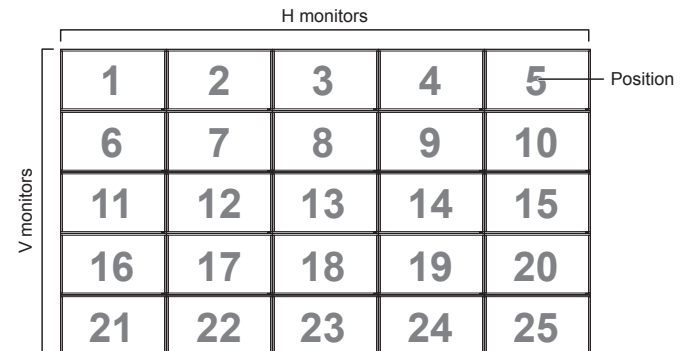 H monitors
1 2 3 4 5 Position
6 7 8 9 10
V monitors
11 12 13 14 15
16 17 18 19 20
21 22 23 24 25